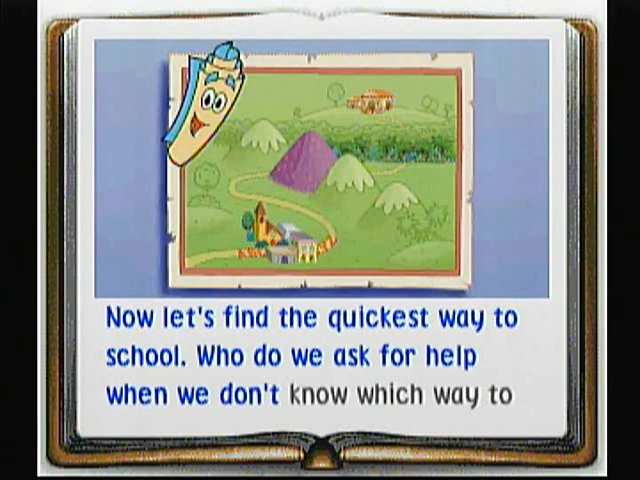 Now let's find the quickest way to
school. Who do we ask for help
when we don't know which way to